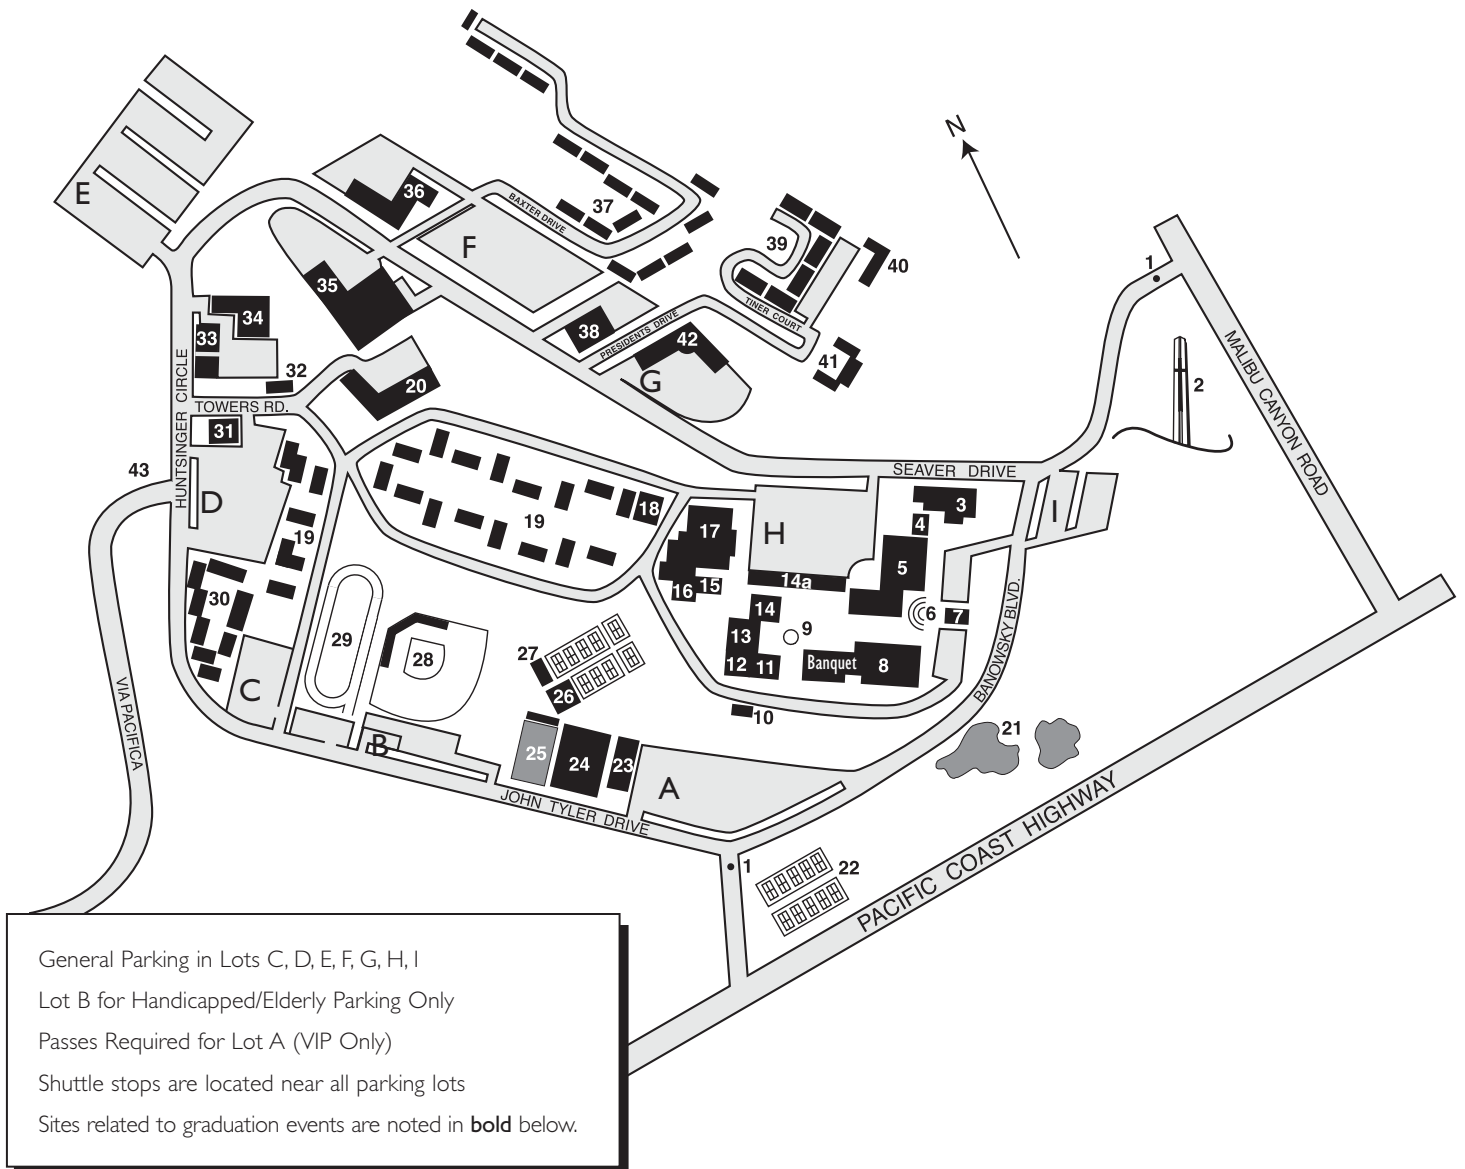 N
E
36
BAXTER DRIVE
37
F
39
40
1
35
34
33
38
PRESIDENTS DRIVE
TINER COURT
42
41
G
MALIBU CANYON ROAD
2
32
20
HUNTSINGER CIRCLE
TOWERS RD.
31
43
D
SEAVER DRIVE
19
18
17
H
3
4
I
19
5
16
15
14a
30
14
6
7
BANOWSKY BLVD.
29
28
27
13
9
12
11
Banquet
8
26
C
10
VIA PACIFICA
B
25
24
23
21
A
JOHN TYLER DRIVE
PACIFIC COAST HIGHWAY
1
22
General Parking in Lots C, D, E, F, G, H, I
Lot B for Handicapped/Elderly Parking Only
Passes Required for Lot A (VIP Only)
Shuttle stops are located near all parking lots
Sites related to graduation events are noted in bold below.